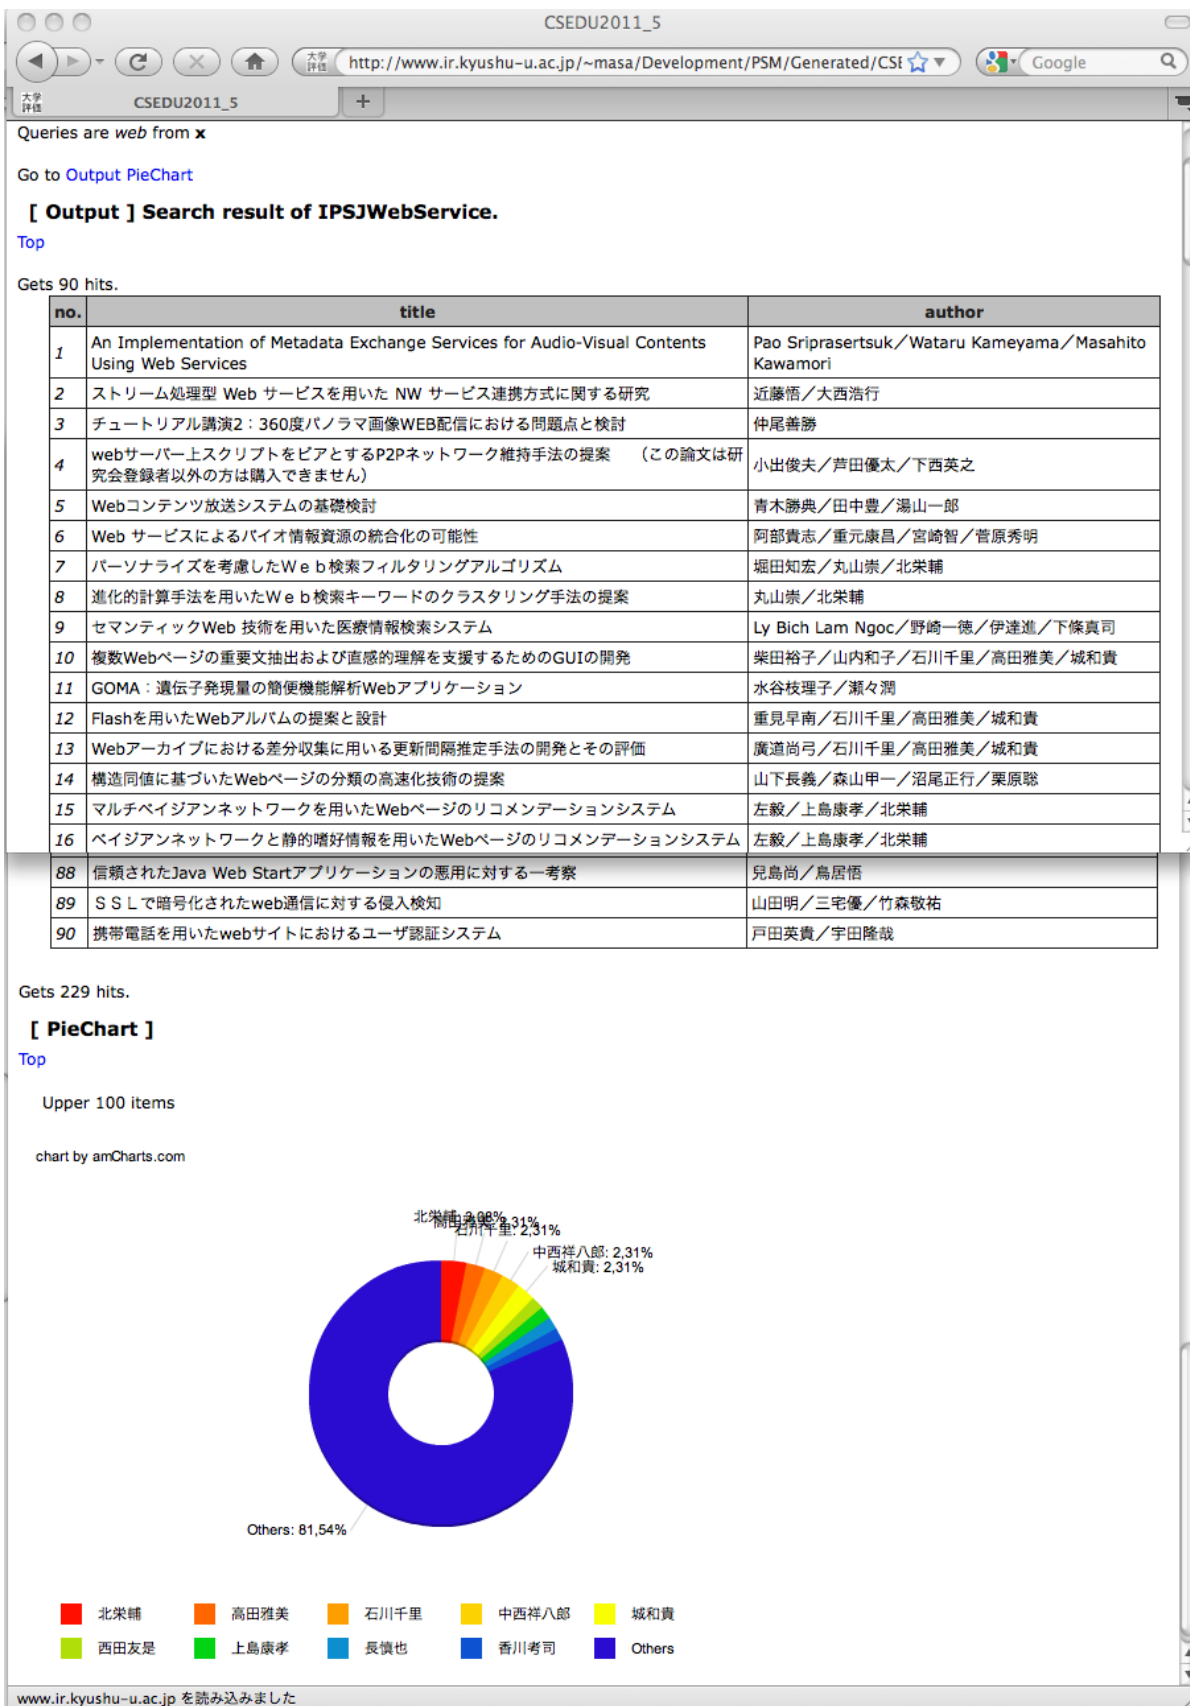 CSEDU2011_5
大学評価 http://www.ir.kyushu-u.ac.jp/~masa/Development/PSM/Generated/CSE
Google
大学評価 CSEDU2011_5 +
Queries are web from x
Go to Output PieChart
[ Output ] Search result of IPSJWebService.
Top
Gets 90 hits.
no. title author
1 An Implementation of Metadata Exchange Services for Audio-Visual Contents Pao Sriprasertsuk／Wataru Kameyama／Masahito
Using Web Services Kawamori
2 ストリーム処理型 Web サービスを用いた NW サービス連携方式に関する研究 近藤悟／大西浩行
3 チュートリアル講演2：360度パノラマ画像WEB配信における問題点と検討 仲尾善勝
4 webサーバー上スクリプトをピアとするP2Pネットワーク維持手法の提案 （この論文は研 小出俊夫／芦田優太／下西英之
究会登録者以外の方は購入できません）
5 Webコンテンツ放送システムの基礎検討 青木勝典／田中豊／湯山一郎
6 Web サービスによるバイオ情報資源の統合化の可能性 阿部貴志／重元康昌／宮崎智／菅原秀明
7 パーソナライズを考慮したＷｅｂ検索フィルタリングアルゴリズム 堀田知宏／丸山崇／北栄輔
8 進化的計算手法を用いたＷｅｂ検索キーワードのクラスタリング手法の提案 丸山崇／北栄輔
9 セマンティックWeb 技術を用いた医療情報検索システム Ly Bich Lam Ngoc／野崎一徳／伊達進／下條真司
10 複数Webページの重要文抽出および直感的理解を支援するためのGUIの開発 柴田裕子／山内和子／石川千里／高田雅美／城和貴
11 GOMA：遺伝子発現量の簡便機能解析Webアプリケーション 水谷枝理子／瀬々潤
12 Flashを用いたWebアルバムの提案と設計 重見早南／石川千里／高田雅美／城和貴
13 Webアーカイブにおける差分収集に用いる更新間隔推定手法の開発とその評価 廣道尚弓／石川千里／高田雅美／城和貴
14 構造同値に基づいたWebページの分類の高速化技術の提案 山下長義／森山甲一／沼尾正行／栗原聡
15 マルチベイジアンネットワークを用いたWebページのリコメンデーションシステム 左毅／上島康孝／北栄輔
16 ベイジアンネットワークと静的嗜好情報を用いたWebページのリコメンデーションシステム 左毅／上島康孝／北栄輔
88 信頼されたJava Web Startアプリケーションの悪用に対する一考察 兒島尚／鳥居悟
89 ＳＳＬで暗号化されたweb通信に対する侵入検知 山田明／三宅優／竹森敬祐
90 携帯電話を用いたwebサイトにおけるユーザ認証システム 戸田英貴／宇田隆哉
Gets 229 hits.
[ PieChart ]
Top
Upper 100 items
chart by amCharts.com
北栄輔: 3,08%
高田雅美: 2,31%
石川千里: 2,31%
中西祥八郎: 2,31%
城和貴: 2,31%
Others: 81,54%
北栄輔 高田雅美 石川千里 中西祥八郎 城和貴
西田友是 上島康孝 長慎也 香川考司 Others
www.ir.kyushu-u.ac.jp を読み込みました